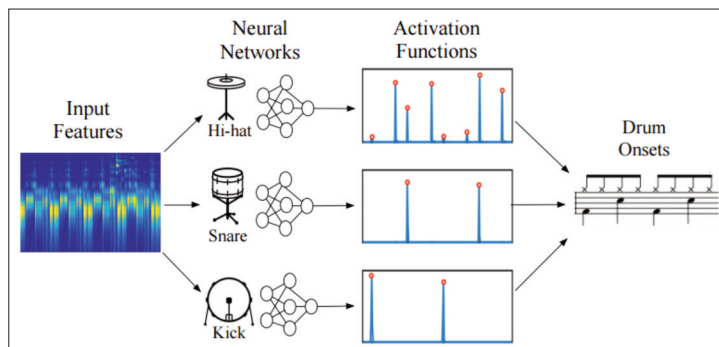 Input
Features
Neural
Networks
Hi-hat
Snare
Kick
Activation
Functions
Drum
Onsets